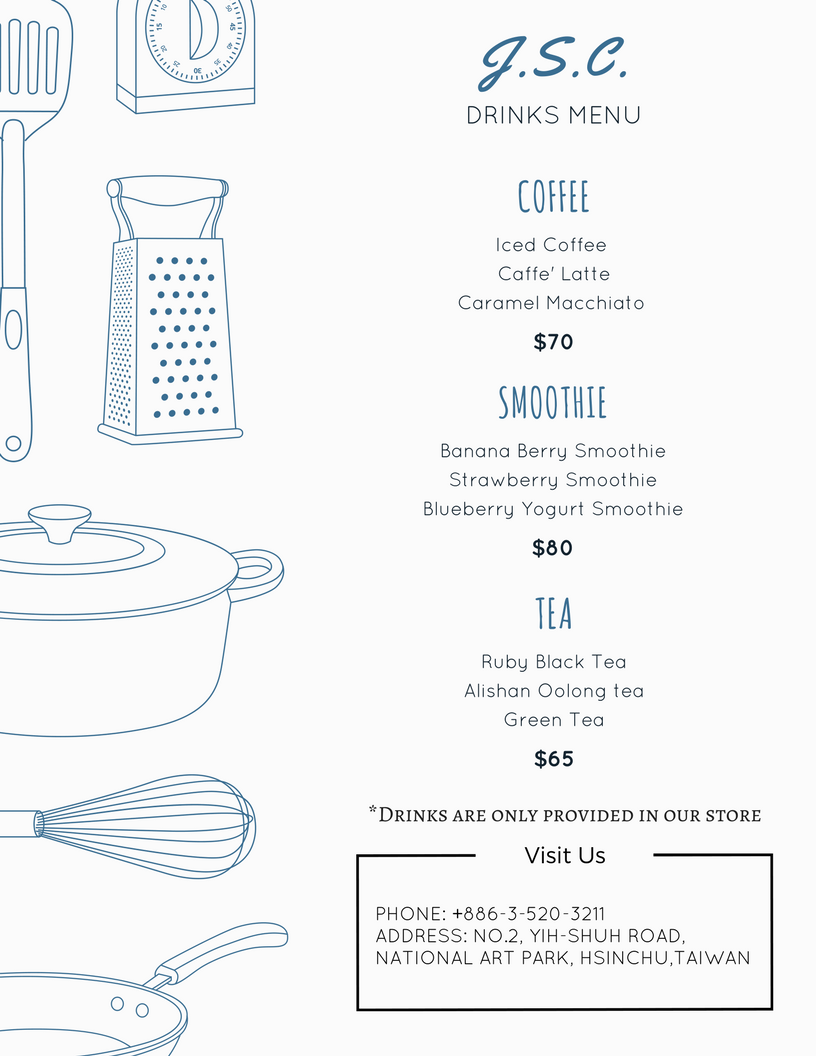 J.S.C.
DRINKS MENU
COFFEE
Iced Coffee
Caffe' Latte
Caramel Macchiato
$70
SMOOTHIE
Banana Berry Smoothie
Strawberry Smoothie
Blueberry Yogurt Smoothie
$80
TEA
Ruby Black Tea
Alishan Oolong tea
Green Tea
$65
*DRINKS ARE ONLY PROVIDED IN OUR STORE
Visit Us
PHONE: +886-3-520-3211
ADDRESS: NO.2, YIH-SHUH ROAD,
NATIONAL ART PARK, HSINCHU,TAIWAN